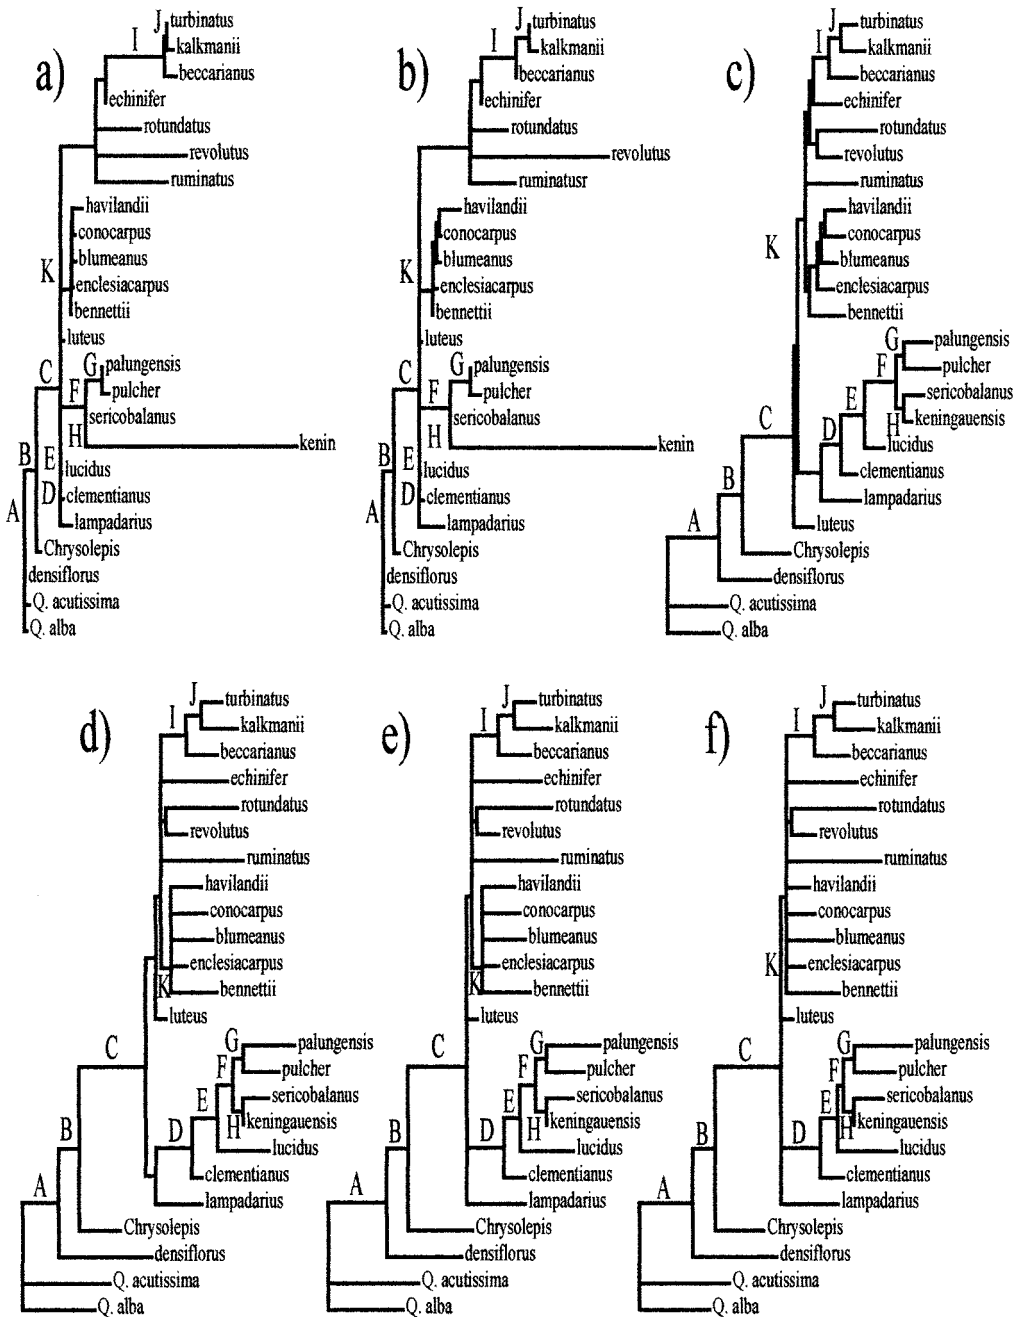 a)
I
J
turbinatus
kalkmanii
beccarianus
echinifer
rotundatus
revolutus
ruminatus
havilandii
conocarpus
blumeanus
enclesiacarpus
bennettii
K
luteus
C
G
palungensis
F
pulcher
sericobalanus
H
kenin
B
E
lucidus
D
clementianus
A
lampadarius
Chrysolepis
densiflorus
Q. acutissima
Q. alba
b)
I
J
turbinatus
kalkmanii
beccarianus
echinifer
rotundatus
revolutus
ruminatusr
havilandii
conocarpus
blumeanus
enclesiacarpus
bennettii
K
luteus
C
G
palungensis
F
pulcher
sericobalanus
H
kenin
B
E
lucidus
D
clementianus
A
lampadarius
Chrysolepis
densiflorus
Q. acutissima
Q. alba
c)
I
J
turbinatus
kalkmanii
beccarianus
echinifer
rotundatus
revolutus
ruminatus
havilandii
K
conocarpus
blumeanus
enclesiacarpus
bennettii
G
palungensis
F
pulcher
sericobalanus
E
H
keningauensis
C
D
lucidus
clementianus
B
lampadarius
A
luteus
Chrysolepis
densiflorus
Q. acutissima
Q. alba
d)
I
J
turbinatus
kalkmanii
beccarianus
echinifer
rotundatus
revolutus
ruminatus
havilandii
conocarpus
blumeanus
enclesiacarpus
K
bennettii
luteus
C
G
palungensis
F
pulcher
sericobalanus
E
keningauensis
B
D
H
lucidus
clementianus
A
lampadarius
Chrysolepis
densiflorus
Q. acutissima
Q. alba
e)
I
J
turbinatus
kalkmanii
beccarianus
echinifer
rotundatus
revolutus
ruminatus
havilandii
conocarpus
blumeanus
enclesiacarpus
K
bennettii
luteus
C
G
palungensis
F
pulcher
sericobalanus
E
keningauensis
B
D
H
lucidus
clementianus
A
lampadarius
Chrysolepis
densiflorus
Q. acutissima
Q. alba
f)
I
J
turbinatus
kalkmanii
beccarianus
echinifer
rotundatus
revolutus
ruminatus
havilandii
conocarpus
blumeanus
K
enclesiacarpus
bennettii
luteus
C
G
palungensis
F
pulcher
sericobalanus
E
keningauensis
B
D
H
lucidus
clementianus
A
lampadarius
Chrysolepis
densiflorus
Q. acutissima
Q. alba